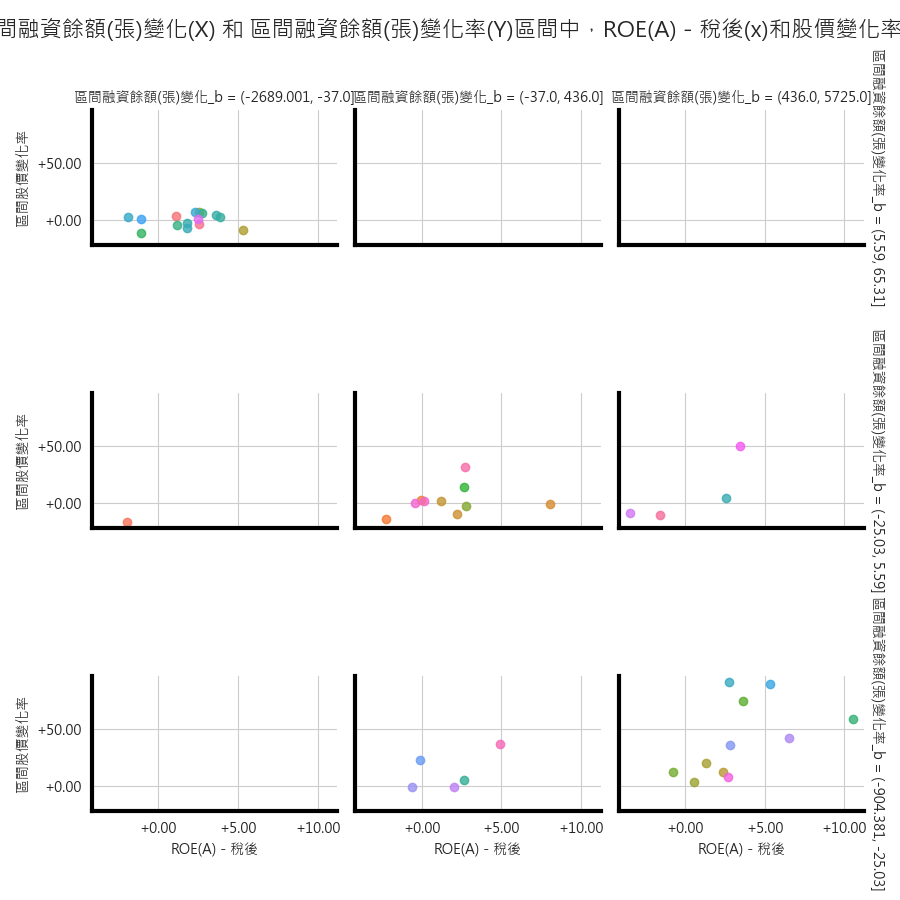 間融資餘額(張)變化(X) 和 區間融資餘額(張)變化率(Y)區間中，ROE(A) - 稅後(x)和股價變化率
區間融資餘額(張)變化_b = (-2689.001, -37.0]
區間融資餘額(張)變化_b = (-37.0, 436.0]
區間融資餘額(張)變化_b = (436.0, 5725.0]
區間股價變化率
+50.00
+0.00
區間融資餘額(張)變化率_b = (5.59, 65.31]
區間股價變化率
+50.00
+0.00
區間融資餘額(張)變化率_b = (-25.03, 5.59]
區間股價變化率
+50.00
+0.00
區間融資餘額(張)變化率_b = (-904.381, -25.03]
+0.00 +5.00 +10.00
+0.00 +5.00 +10.00
+0.00 +5.00 +10.00
ROE(A) - 稅後
ROE(A) - 稅後
ROE(A) - 稅後